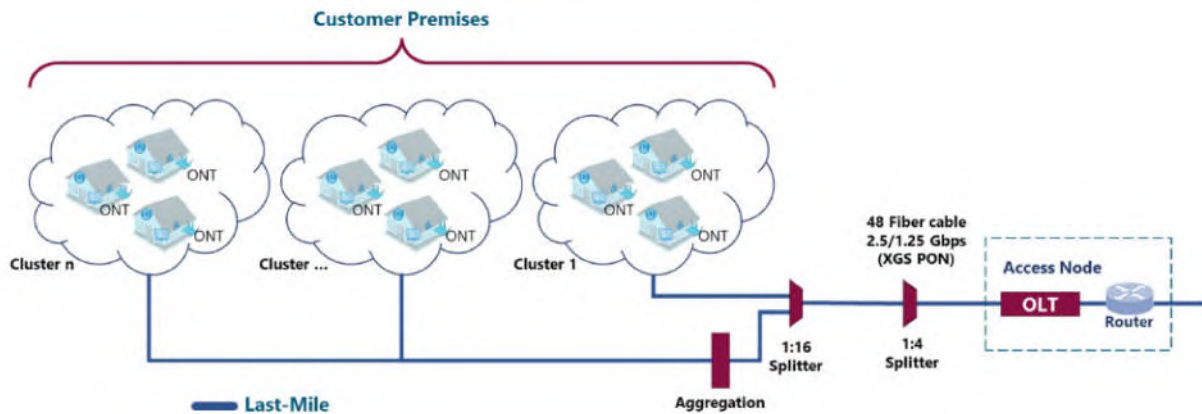 Customer Premises
ONT
ONT
ONT
Cluster n
ONT
ONT
ONT
Cluster ...
ONT
ONT
ONT
Cluster 1
48 Fiber cable
2.5/1.25 Gbps
(XGS PON)
Access Node
OLT
Router
1:16
Splitter
1:4
Splitter
Aggregation
Last-Mile